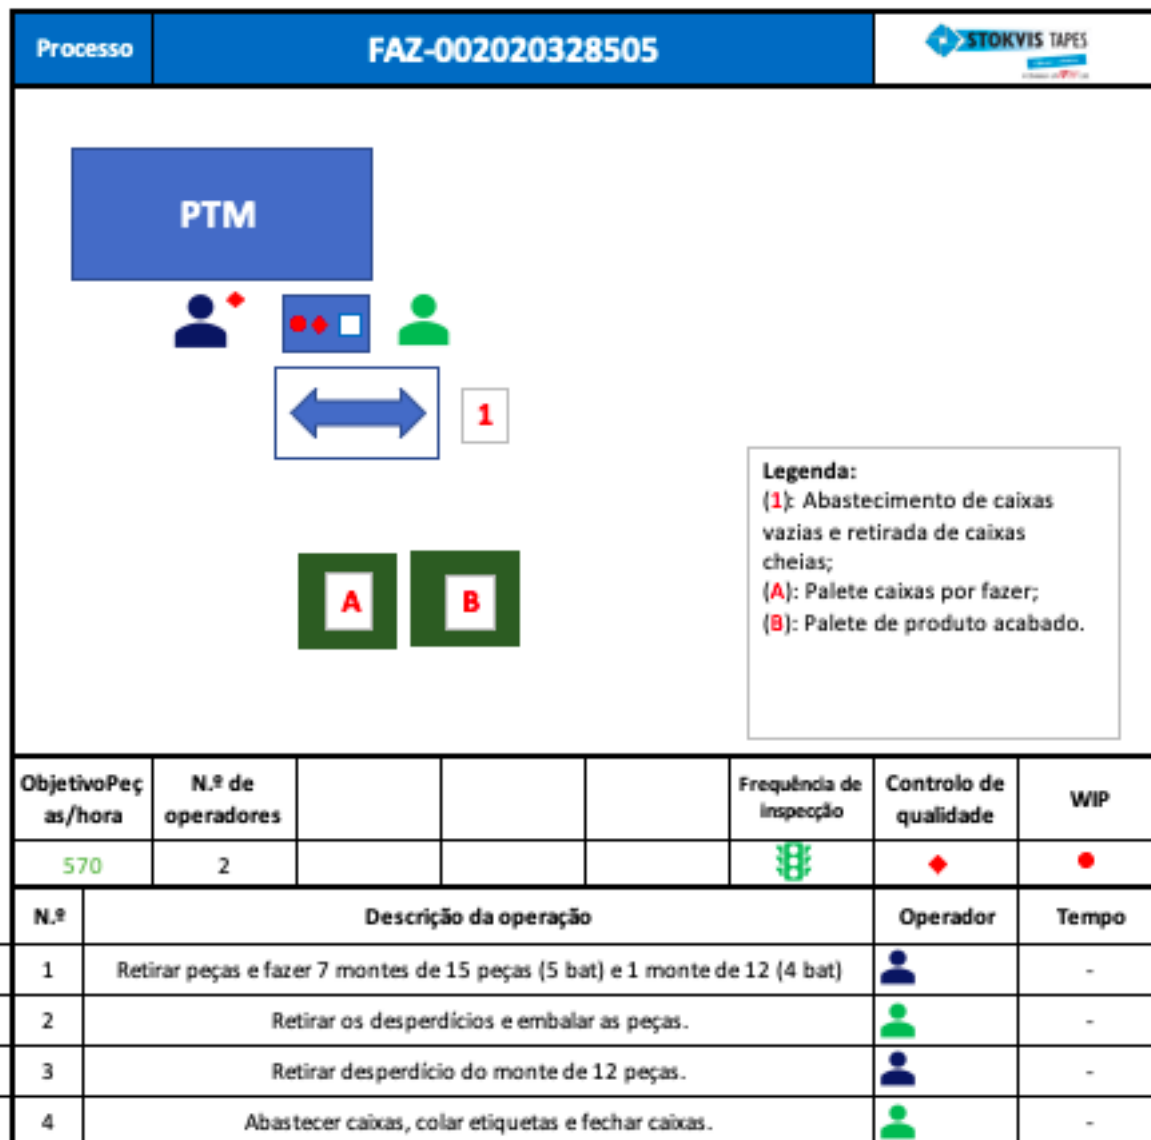 Processo
FAZ-002020328505
STOKVIS TAPES
PTM
1
A
B
Legenda:
(1): Abastecimento de caixas
vazias e retirada de caixas
cheias;
(A): Palete caixas por fazer;
(B): Palete de produto acabado.
ObjetivoPeç
as/hora
N.º de
operadores
Frequência de
inspecção
Controlo de
qualidade
WIP
570
2
N.º
Descrição da operação
Operador
Tempo
1
Retirar peças e fazer 7 montes de 15 peças (5 bat) e 1 monte de 12 (4 bat)
-
2
Retirar os desperdícios e embalar as peças.
-
3
Retirar desperdício do monte de 12 peças.
-
4
Abastecer caixas, colar etiquetas e fechar caixas.
-